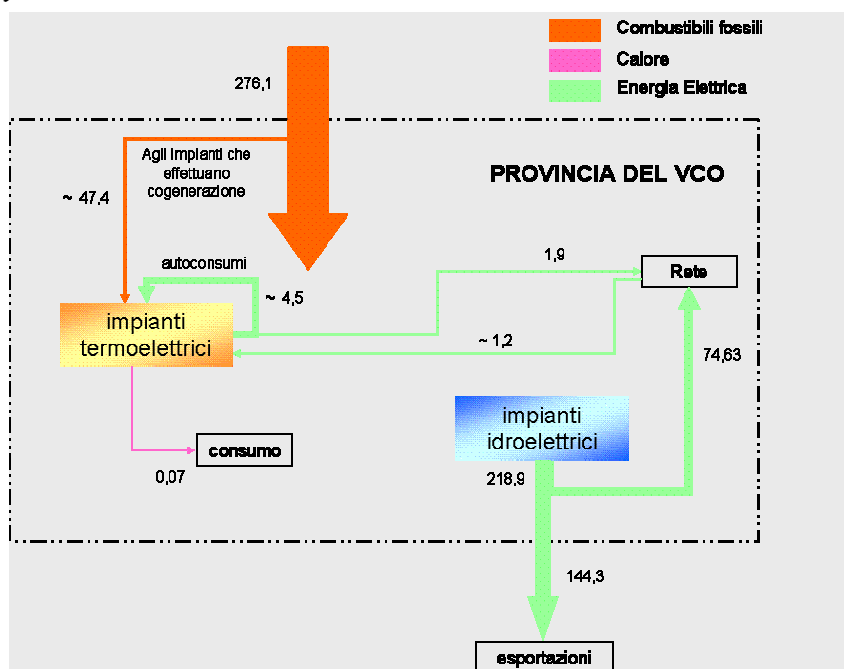 Combustibili fossili
Calore
Energia Elettrica
276,1
PROVINCIA DEL VCO
Agli impianti che
effettuano
cogenerazione
~ 47,4
autoconsumi
~ 4,5
1,9
Rete
impianti
termoelettrici
~ 1,2
74,63
impianti
idroelettrici
consumo
0,07
218,9
144,3
esportazioni